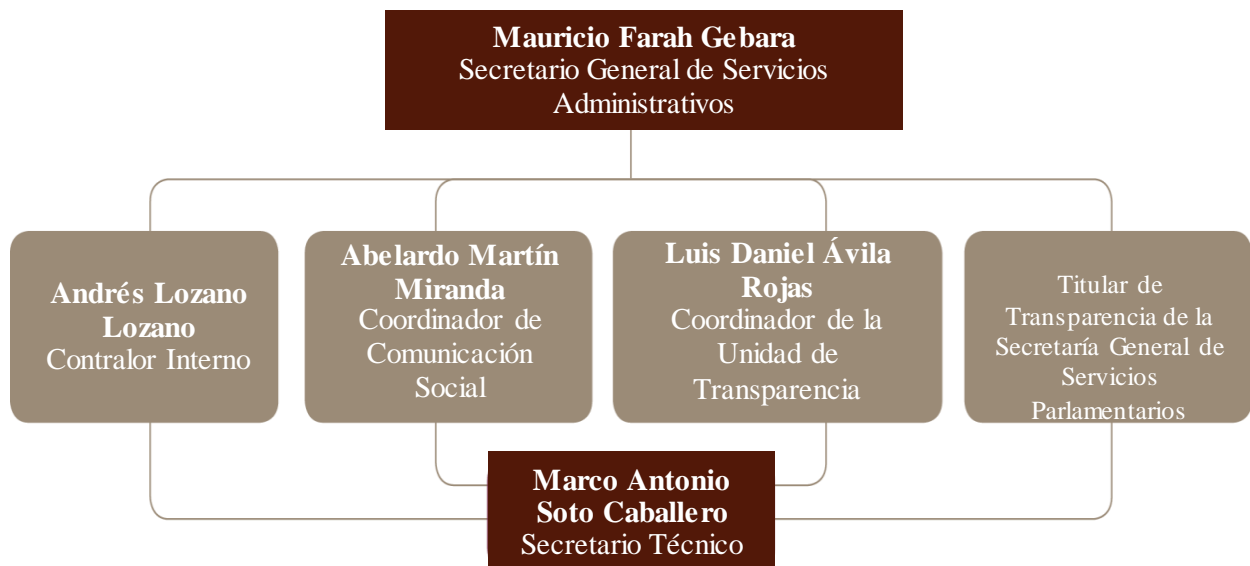 Mauricio Farah Gebara
Secretario General de Servicios
Administrativos
Andrés Lozano
Lozano
Contralor Interno
Abelardo Martín
Miranda
Coordinador de
Comunicación
Social
Luis Daniel Ávila
Rojas
Coordinador de la
Unidad de
Transparencia
Titular de
Transparencia de la
Secretaría General de
Servicios
Parlamentarios
Marco Antonio
Soto Caballero
Secretario Técnico